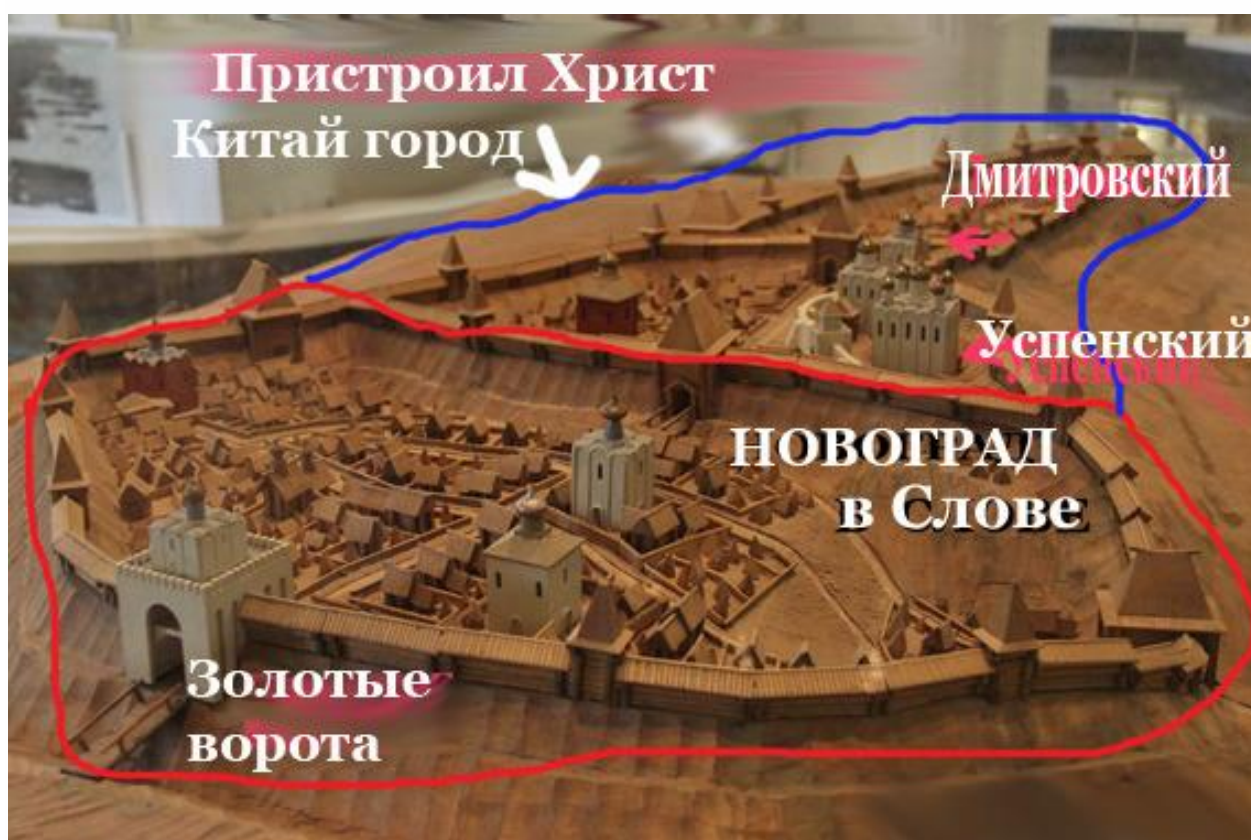 Пристроил Христ
Китай город
Дмитровский
Успенский
НОВОГРАД
в Слове
Золотые
ворота